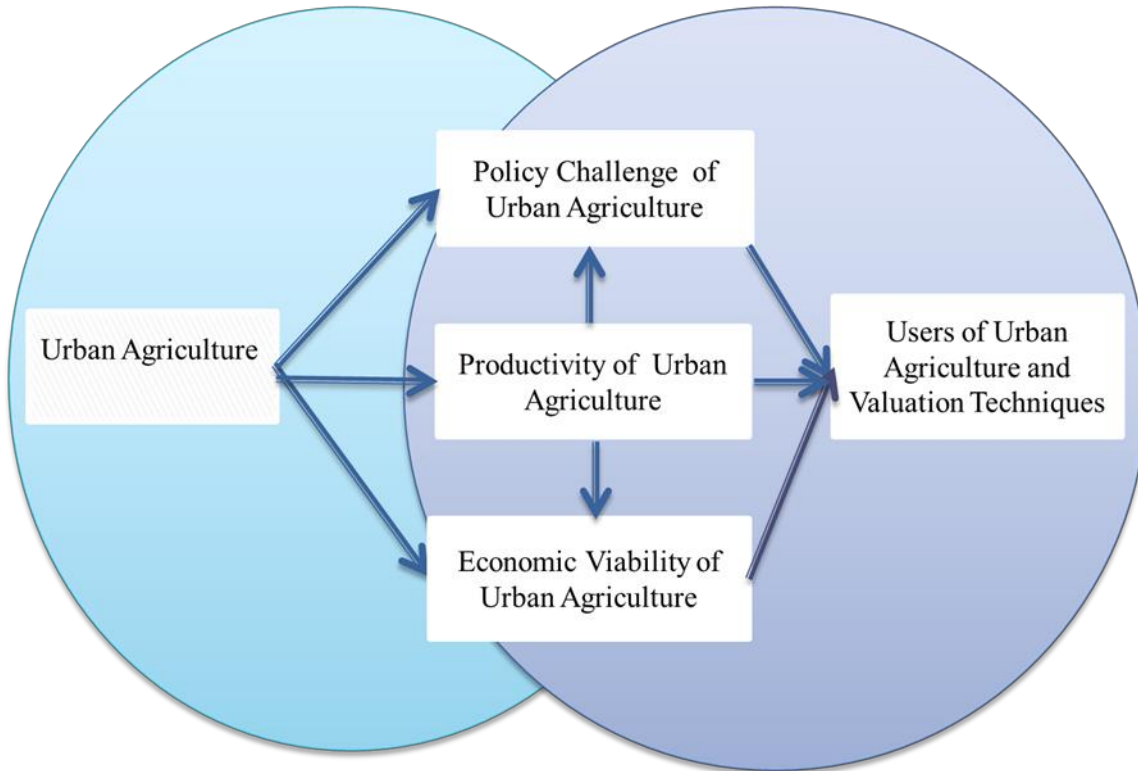 Policy Challenge of
Urban Agriculture
Urban Agriculture
Productivity of Urban
Agriculture
Users of Urban
Agriculture and
Valuation Techniques
Economic Viability of
Urban Agriculture